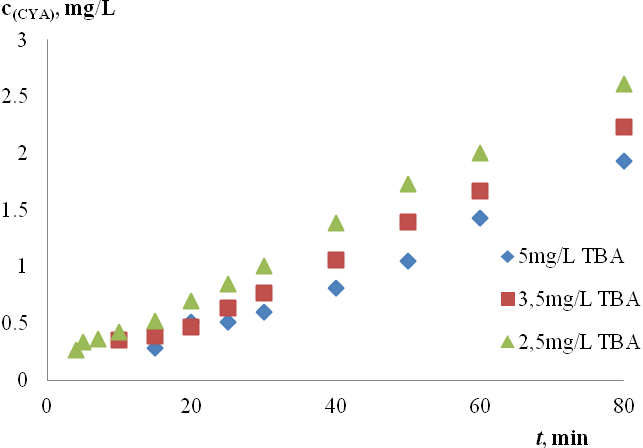 c(CYA), mg/L
3
2.5
2
1.5
1
0.5
0
0 20 40 60 80
5mg/L TBA
3,5mg/L TBA
2,5mg/L TBA
t, min